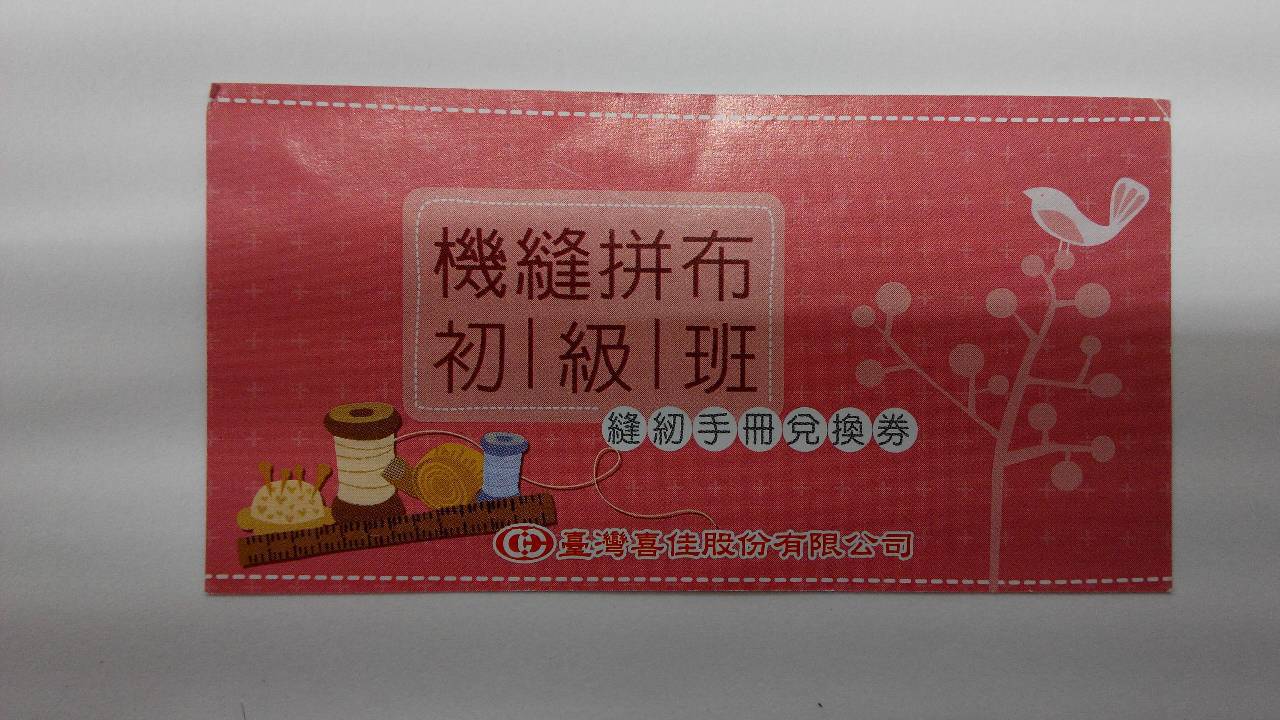 機縫拼布
初|級|班
縫紉手冊兌換券
臺灣喜佳股份有限公司